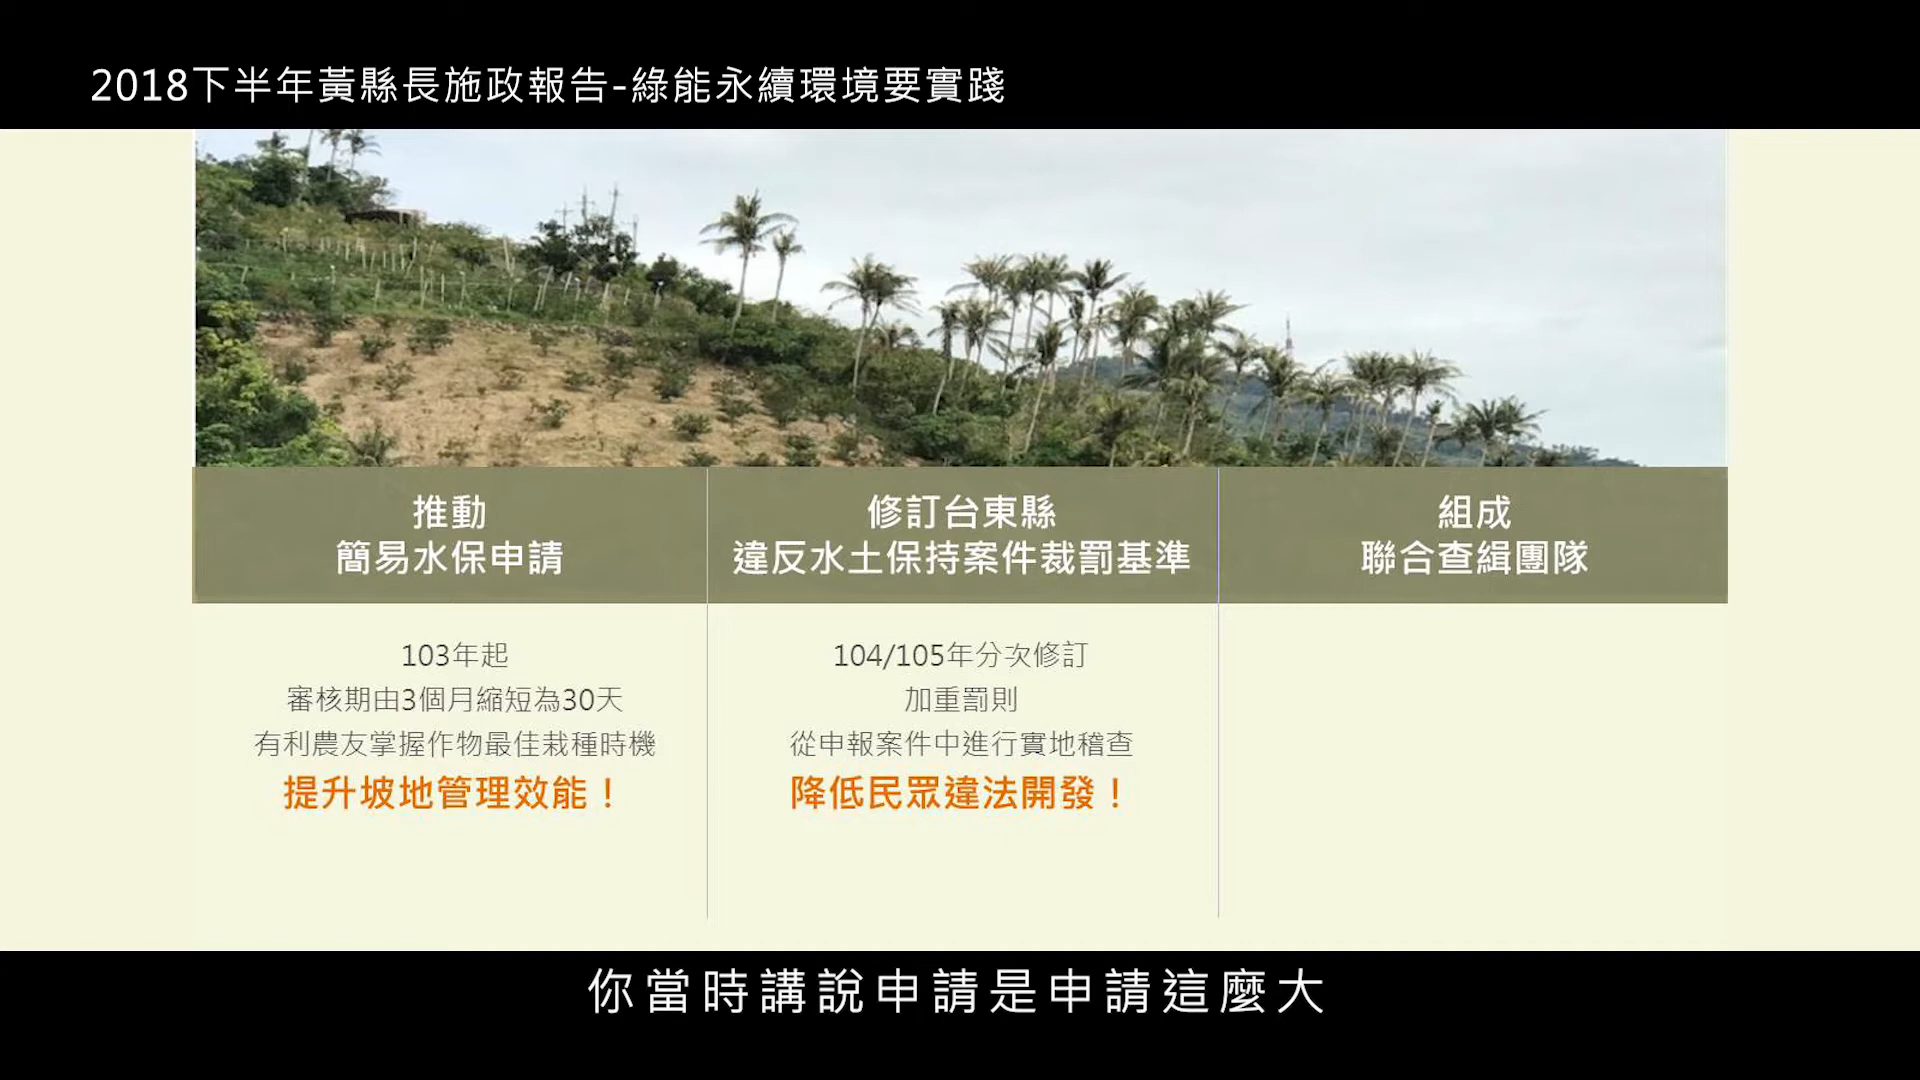 2018下半年黃縣長施政報告-綠能永續環境要實踐
推動
簡易水保申請
修訂台東縣
違反水土保持案件裁罰基準
組成
聯合查緝團隊
103年起
審核期由3個月縮短為30天
有利農友掌握作物最佳栽種時機
提升坡地管理效能！
104/105年分次修訂
加重罰則
從申報案件中進行實地稽查
降低民眾違法開發！
你當時講說申請是申請這麼大